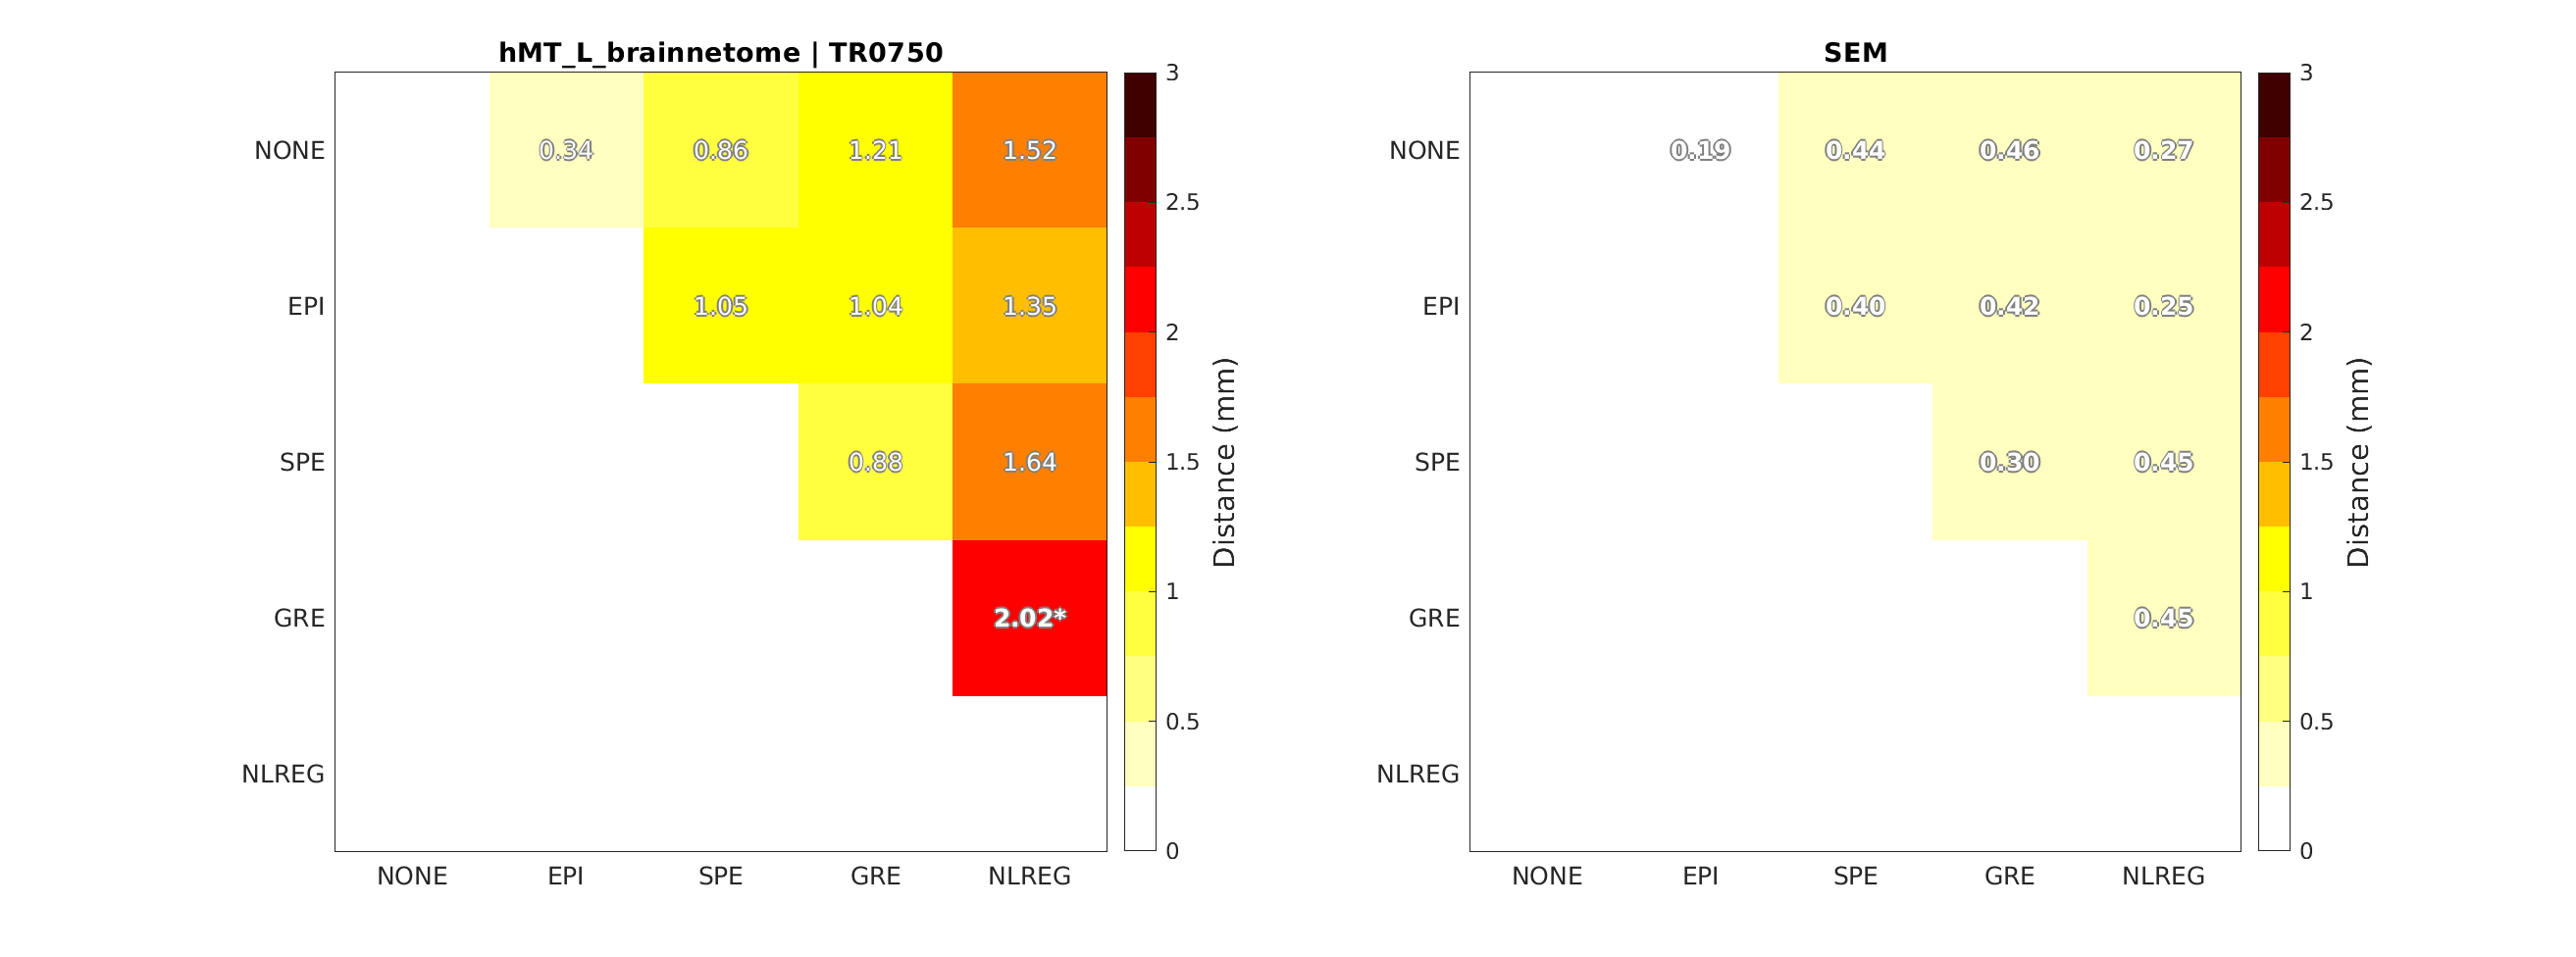 hMT_L_brainnetome | TR0750
NONE
0.34
0.86
1.21
1.52
EPI
1.05
1.04
1.35
SPE
0.88
1.64
GRE
2.02*
NLREG
NONE
EPI
SPE
GRE
NLREG
3
2.5
2
1.5
1
0.5
0
Distance (mm)
SEM
NONE
0.19
0.44
0.46
0.27
EPI
0.40
0.42
0.25
SPE
0.30
0.45
GRE
0.45
NLREG
NONE
EPI
SPE
GRE
NLREG
3
2.5
2
1.5
1
0.5
0
Distance (mm)